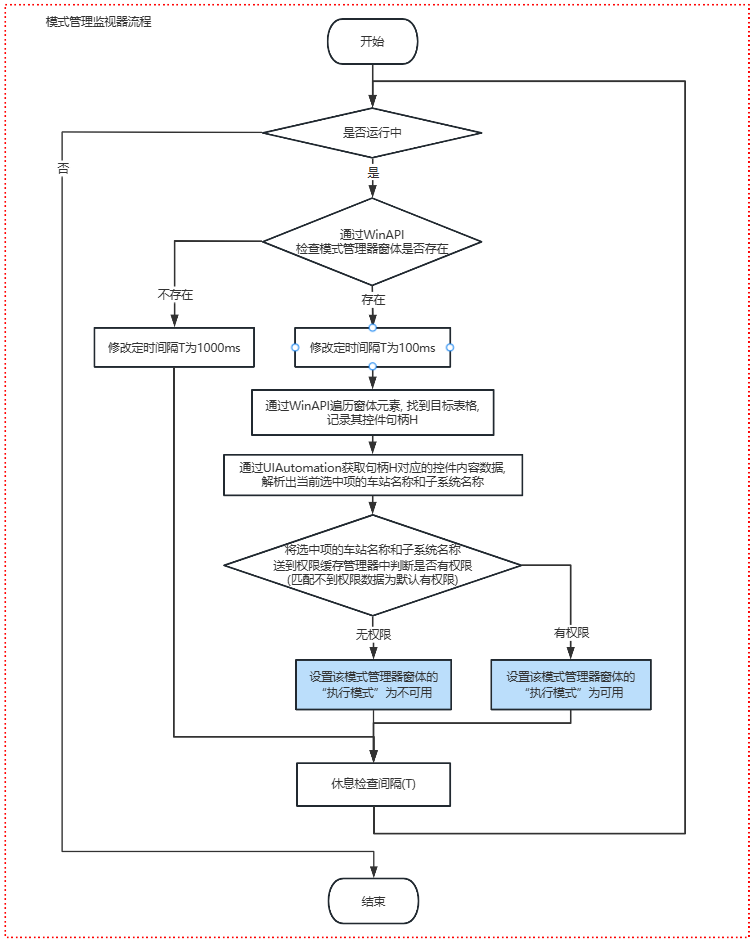 模式管理监视器流程
开始
是否运行中
否
是
通过WinAPI
检查模式管理器窗体是否存在
不存在
存在
修改定时间隔T为1000ms
修改定时间隔T为100ms
通过WinAPI遍历窗体元素, 找到目标表格,
记录其控件句柄H
通过UIAutomation获取句柄H对应的控件内容数据,
解析出当前选中项的车站名称和子系统名称
将选中项的车站名称和子系统名称
送到权限缓存管理器中判断是否有权限
(匹配不到权限数据为默认有权限)
无权限
有权限
设置该模式管理器窗体的
“执行模式”为不可用
设置该模式管理器窗体的
“执行模式”为可用
休息检查间隔(T)
结束